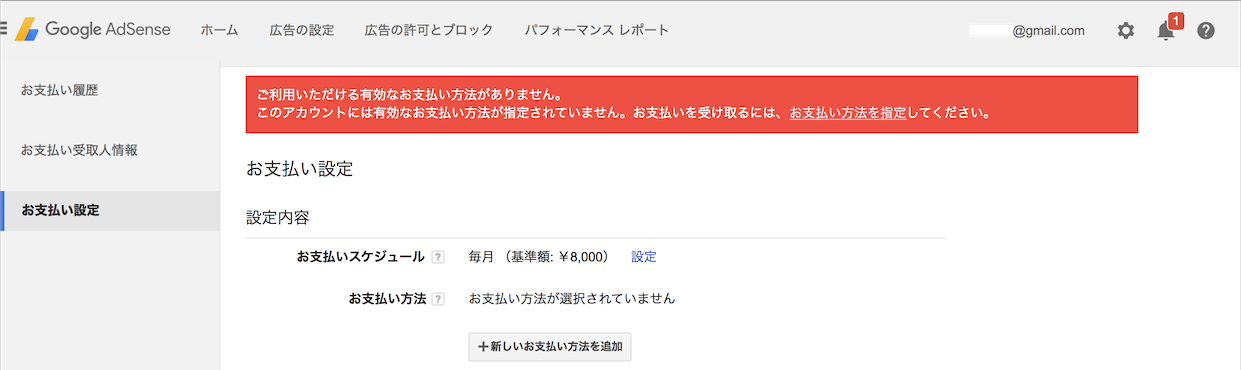 Google AdSense ホーム 広告の設定 広告の許可とブロック パフォーマンス レポート @gmail.com 1
お支払い履歴
お支払い受取人情報
お支払い設定
ご利用いただける有効なお支払い方法がありません。
このアカウントには有効なお支払い方法が指定されていません。お支払いを受け取るには、お支払い方法を指定してください。
お支払い設定
設定内容
お支払いスケジュール ? 毎月 （基準額: ￥8,000） 設定
お支払い方法 ? お支払い方法が選択されていません
+新しいお支払い方法を追加